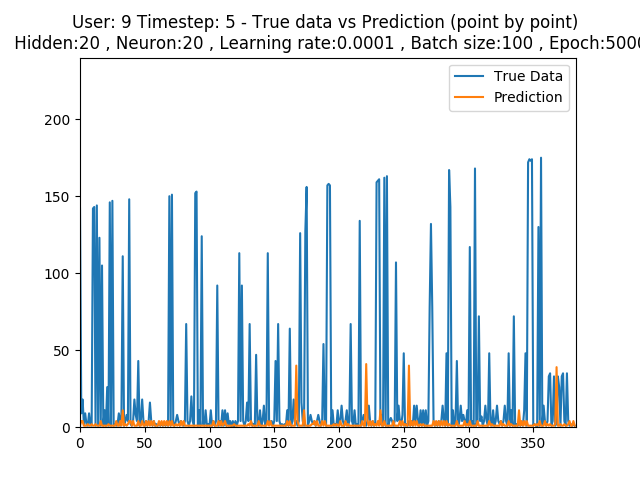 User: 9 Timestep: 5 - True data vs Prediction (point by point)
Hidden:20 , Neuron:20 , Learning rate:0.0001 , Batch size:100 , Epoch:5000
True Data
Prediction
200
150
100
50
0
0 50 100 150 200 250 300 350